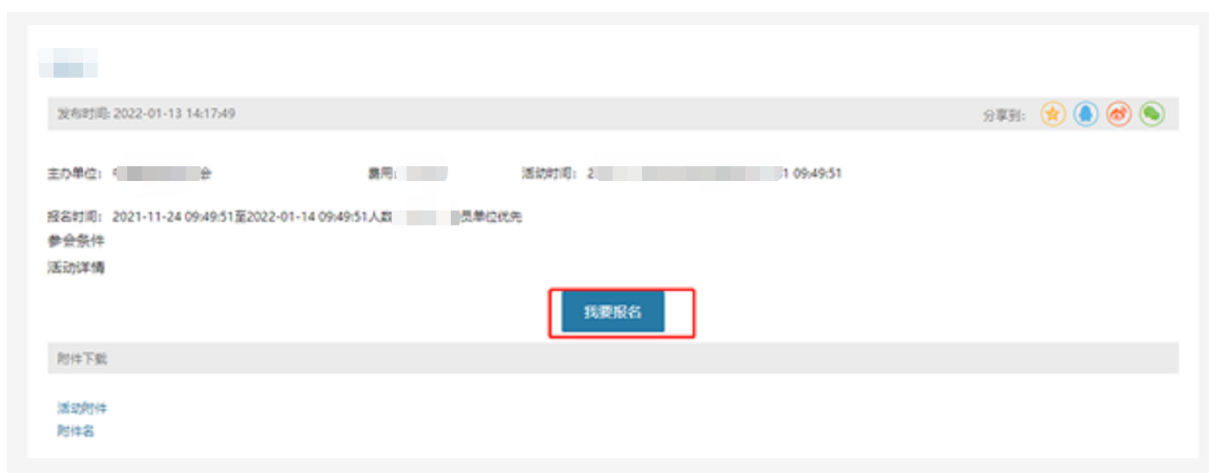 发布时间: 2022-01-13 14:17:49
分享到:
主办单位: 会 费用: 活动时间: 2 1 09:49:51
报名时间: 2021-11-24 09:49:51至2022-01-14 09:49:51人数 员单位优先
参会条件
活动详情
我要报名
附件下载
活动附件
附件名